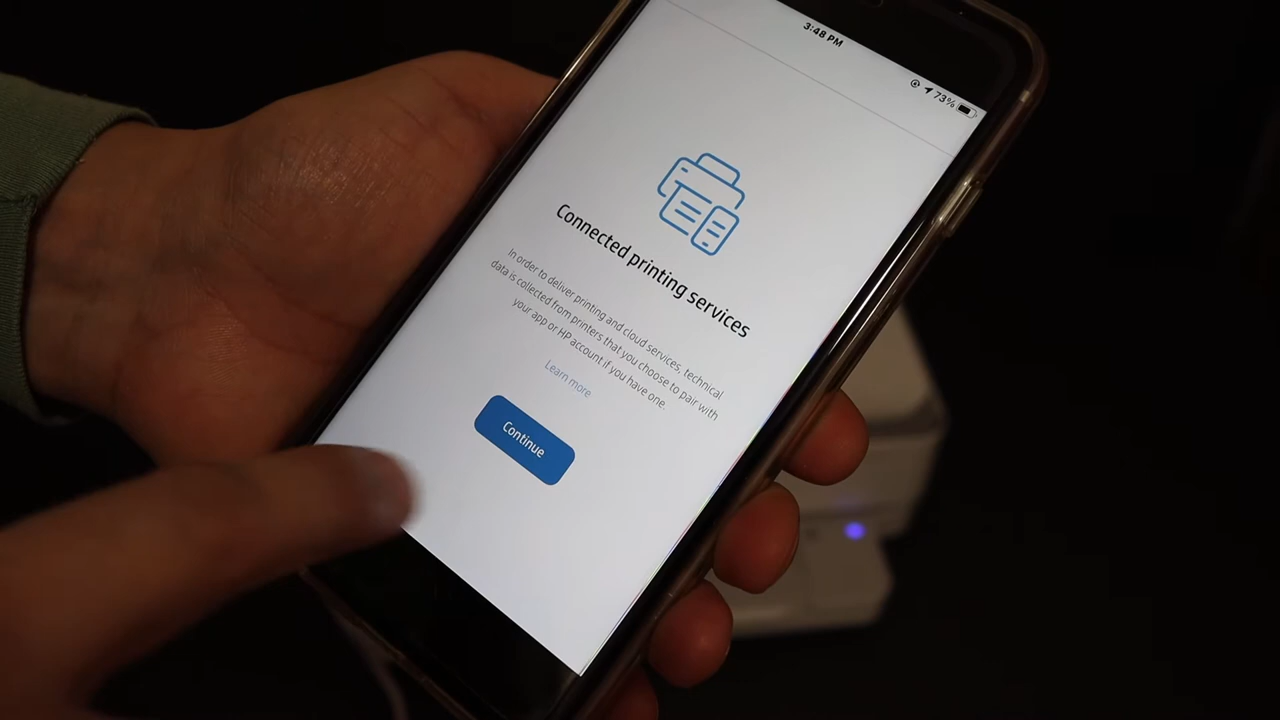 3:48 PM
73%
Connected printing services
In order to deliver printing and cloud services, technical
data is collected from printers that you choose to pair with
your app or HP account if you have one.
Learn more
Continue